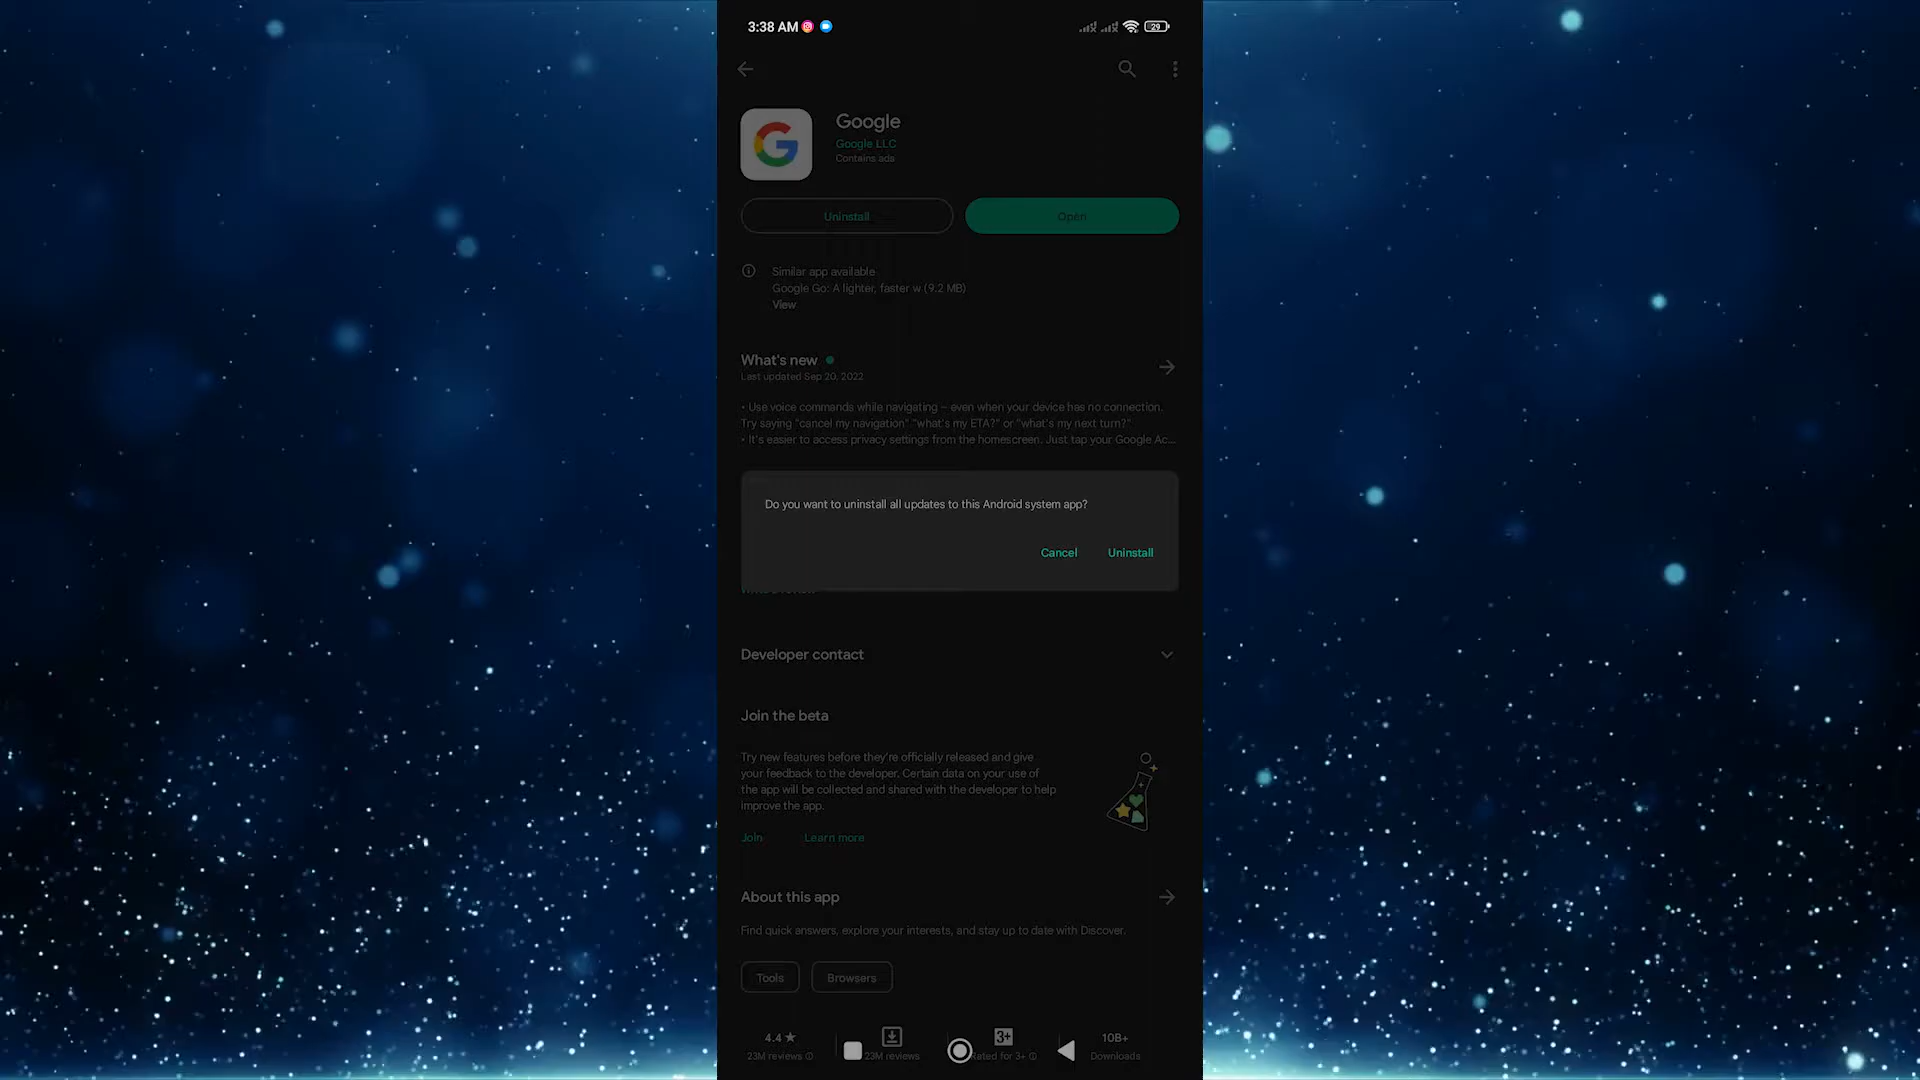 3:38 AM
29
Google
Google LLC
Contains ads
Uninstall
Open
Similar app available
Google Go: A lighter, faster w (9.2 MB)
View
What's new
Last updated Sep 20, 2022
• Use voice commands while navigating – even when your device has no connection.
Try saying "cancel my navigation" "what's my ETA?" or "what's my next turn?"
• It's easier to access privacy settings from the homescreen. Just tap your Google Ac...
Do you want to uninstall all updates to this Android system app?
Cancel
Uninstall
Developer contact
Join the beta
Try new features before they're officially released and give
your feedback to the developer. Certain data on your use of
the app will be collected and shared with the developer to help
improve the app.
Join
Learn more
About this app
Find quick answers, explore your interests, and stay up to date with Discover.
Tools
Browsers
4.4 ★
23M reviews
23M reviews
3+
Rated for 3+
10B+
Downloads